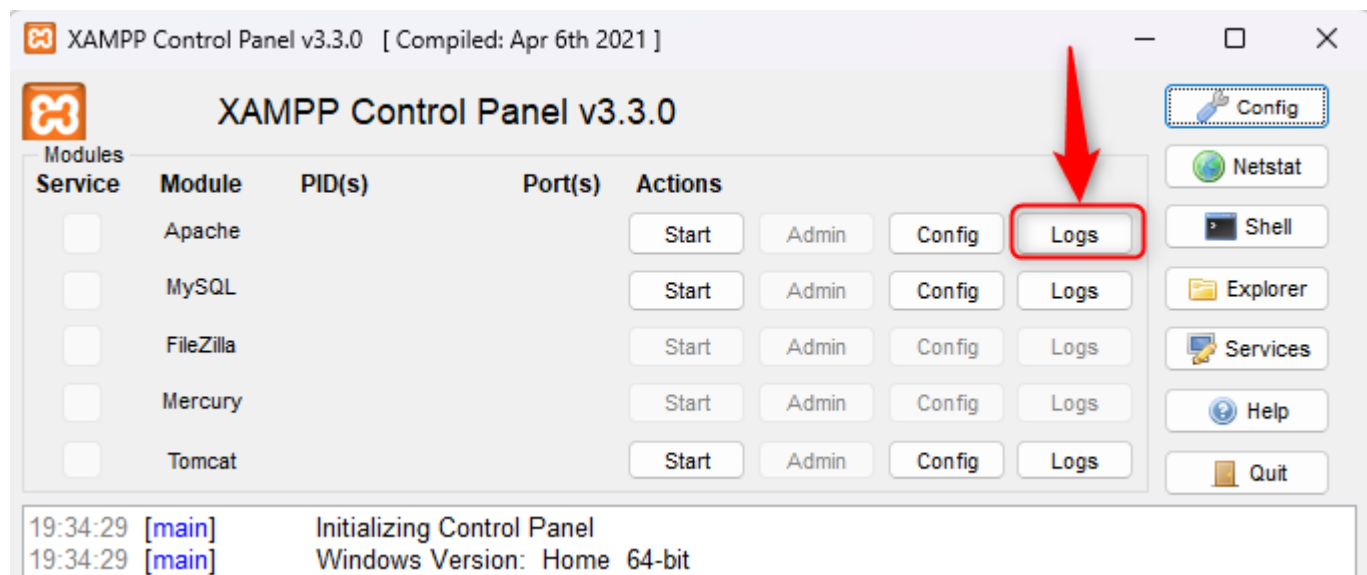 XAMPP Control Panel v3.3.0 [ Compiled: Apr 6th 2021 ]
XAMPP Control Panel v3.3.0
Config
Modules
Netstat
Service Module PID(s) Port(s) Actions
Apache Start Admin Config Logs
Shell
MySQL Start Admin Config Logs
Explorer
FileZilla Start Admin Config Logs
Services
Mercury Start Admin Config Logs
Help
Tomcat Start Admin Config Logs
Quit
19:34:29 [main] Initializing Control Panel
19:34:29 [main] Windows Version: Home 64-bit